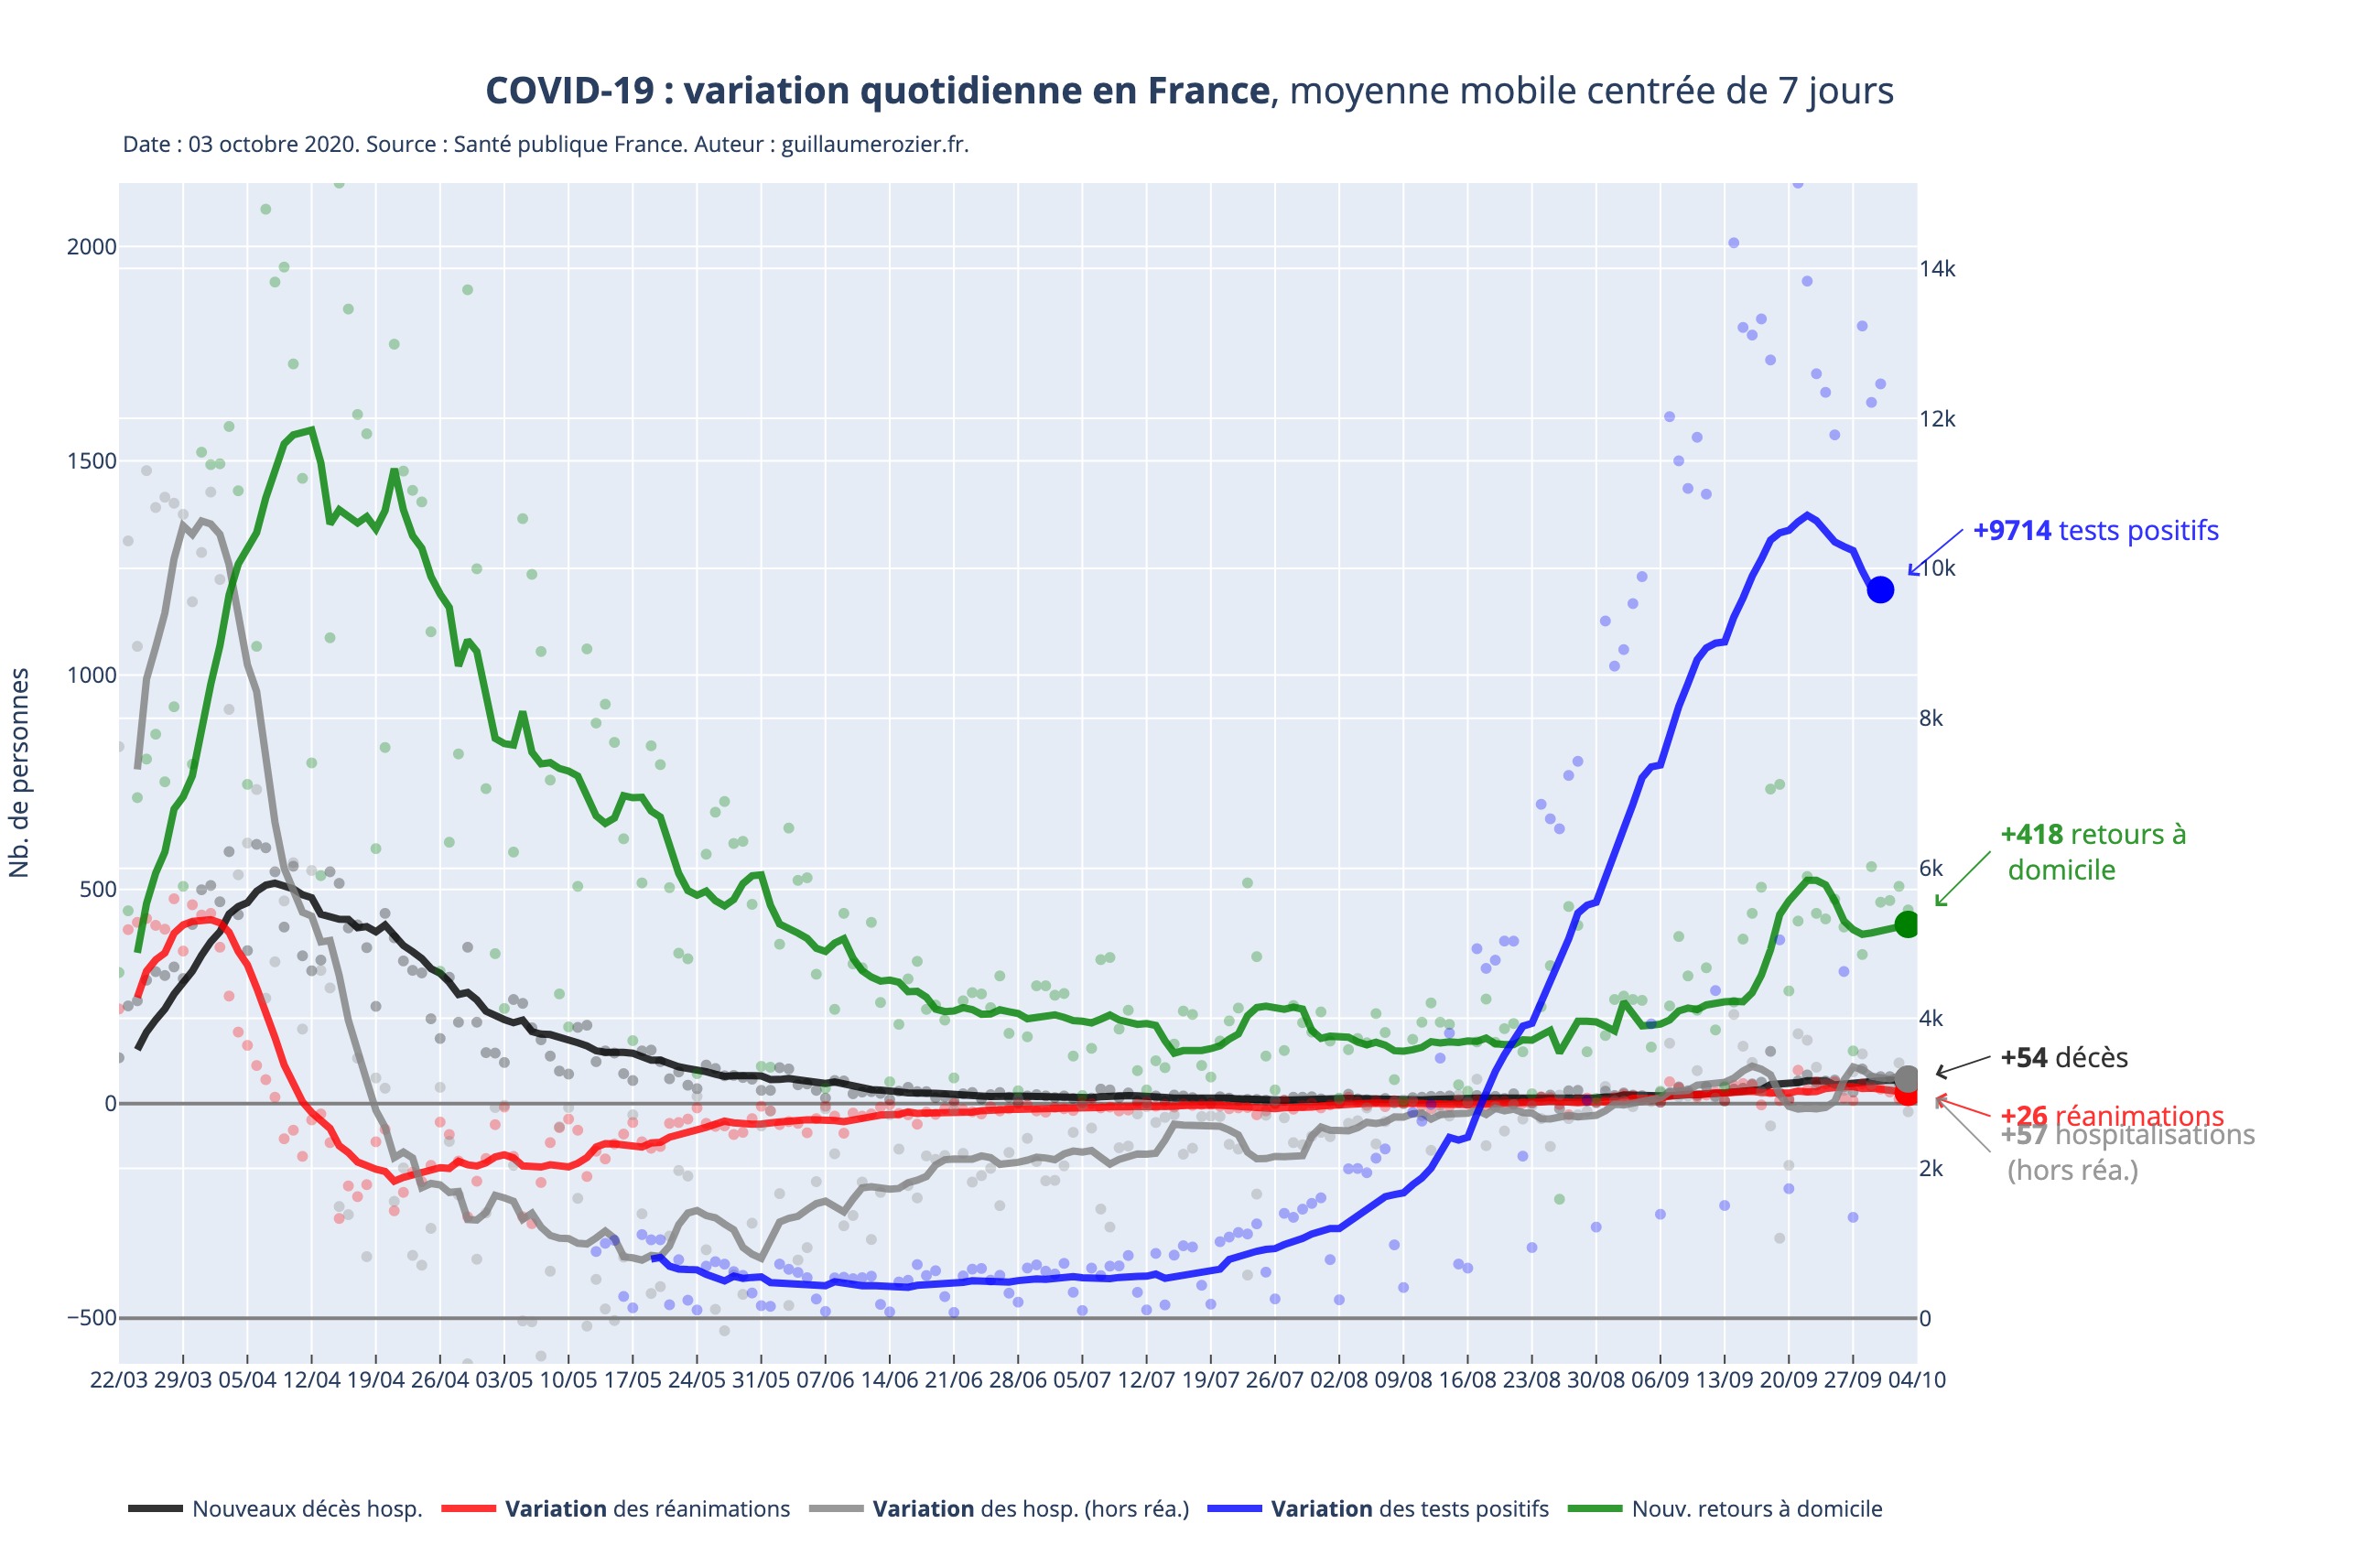 COVID-19 : variation quotidienne en France, moyenne mobile centrée de 7 jours
Date : 03 octobre 2020. Source : Santé publique France. Auteur : guillaumerozier.fr.
Nb. de personnes
2000
1500
1000
500
0
−500
14k
12k
10k
8k
6k
4k
2k
0
+9714 tests positifs
+418 retours à
domicile
+54 décès
+26 réanimations
+57 hospitalisations
(hors réa.)
22/03 29/03 05/04 12/04 19/04 26/04 03/05 10/05 17/05 24/05 31/05 07/06 14/06 21/06 28/06 05/07 12/07 19/07 26/07 02/08 09/08 16/08 23/08 30/08 06/09 13/09 20/09 27/09 04/10
Nouveaux décès hosp. Variation des réanimations Variation des hosp. (hors réa.) Variation des tests positifs Nouv. retours à domicile